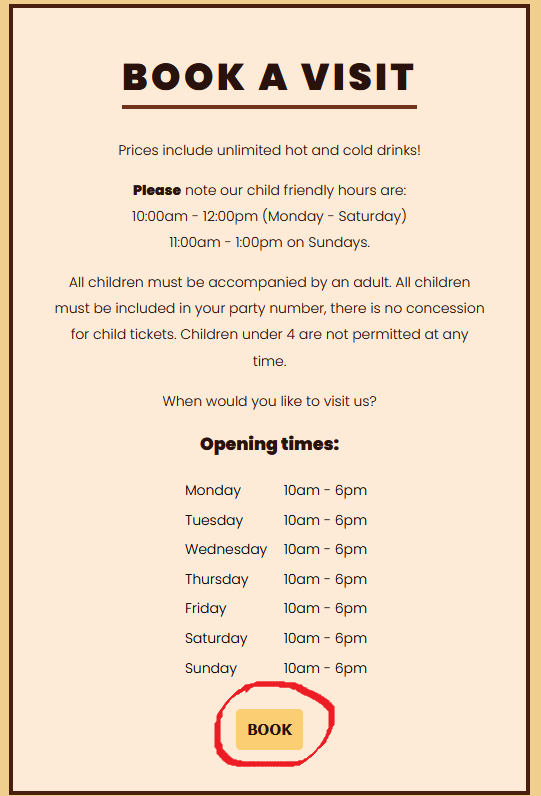 BOOK A VISIT
Prices include unlimited hot and cold drinks!
Please note our child friendly hours are:
10:00am - 12:00pm (Monday - Saturday)
11:00am - 1:00pm on Sundays.
All children must be accompanied by an adult. All children
must be included in your party number, there is no concession
for child tickets. Children under 4 are not permitted at any
time.
When would you like to visit us?
Opening times:
Monday 10am - 6pm
Tuesday 10am - 6pm
Wednesday 10am - 6pm
Thursday 10am - 6pm
Friday 10am - 6pm
Saturday 10am - 6pm
Sunday 10am - 6pm
BOOK